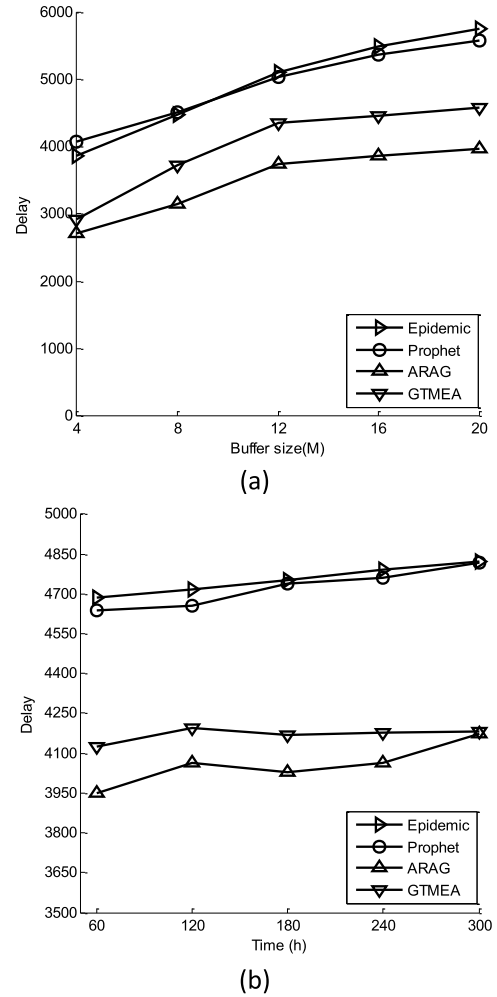 6000
5000
4000
3000
2000
1000
0
Delay
4 8 12 16 20
Buffer size(M)
Epidemic
Prophet
ARAG
GTMEA
(a)
5000
4850
4700
4550
4400
4250
4100
3950
3800
3650
3500
Delay
60 120 180 240 300
Time (h)
Epidemic
Prophet
ARAG
GTMEA
(b)